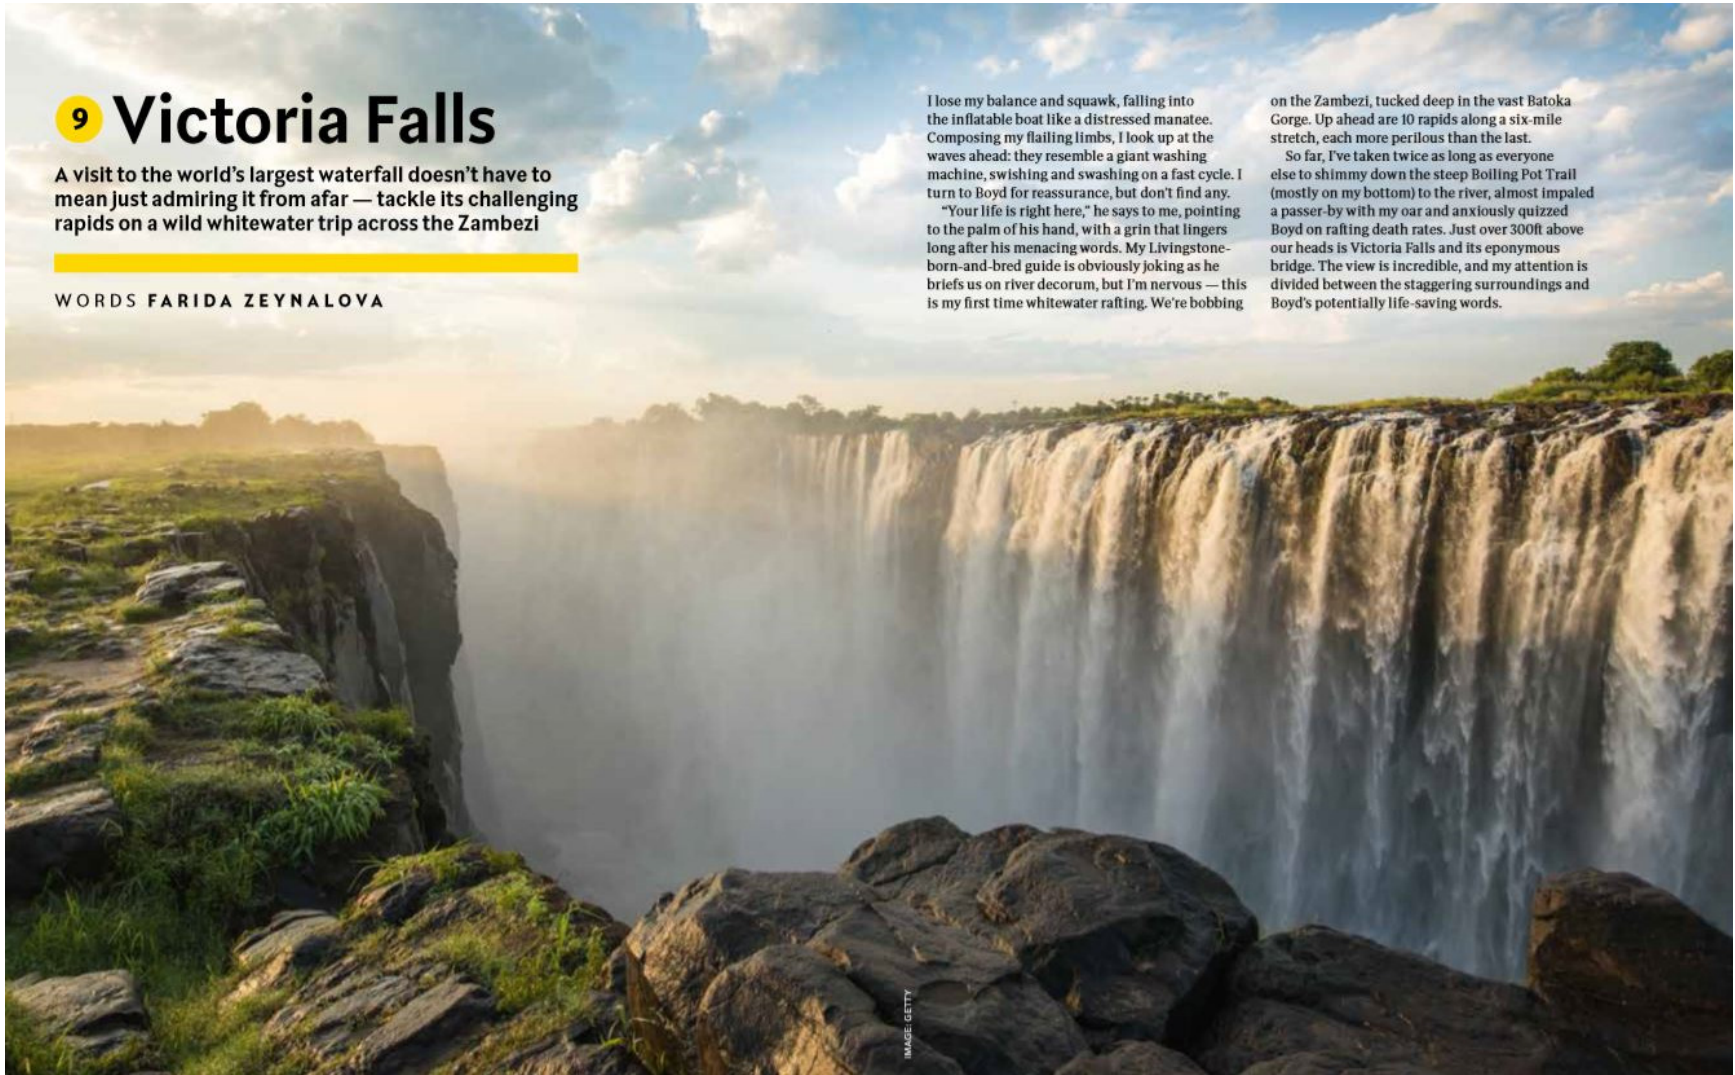 9 Victoria Falls
A visit to the world's largest waterfall doesn't have to
mean just admiring it from afar — tackle its challenging
rapids on a wild whitewater trip across the Zambezi
WORDS FARIDA ZEYNALOVA
I lose my balance and squawk, falling into
the inflatable boat like a distressed manatee.
Composing my flailing limbs, I look up at the
waves ahead: they resemble a giant washing
machine, swishing and swashing on a fast cycle. I
turn to Boyd for reassurance, but don't find any.
“Your life is right here,” he says to me, pointing
to the palm of his hand, with a grin that lingers
long after his menacing words. My Livingstone-
born-and-bred guide is obviously joking as he
briefs us on river decorum, but I'm nervous — this
is my first time whitewater rafting. We're bobbing
on the Zambezi, tucked deep in the vast Batoka
Gorge. Up ahead are 10 rapids along a six-mile
stretch, each more perilous than the last.
So far, I've taken twice as long as everyone
else to shimmy down the steep Boiling Pot Trail
(mostly on my bottom) to the river, almost impaled
a passer-by with my oar and anxiously quizzed
Boyd on rafting death rates. Just over 300ft above
our heads is Victoria Falls and its eponymous
bridge. The view is incredible, and my attention is
divided between the staggering surroundings and
Boyd's potentially life-saving words.
IMAGE: GETTY